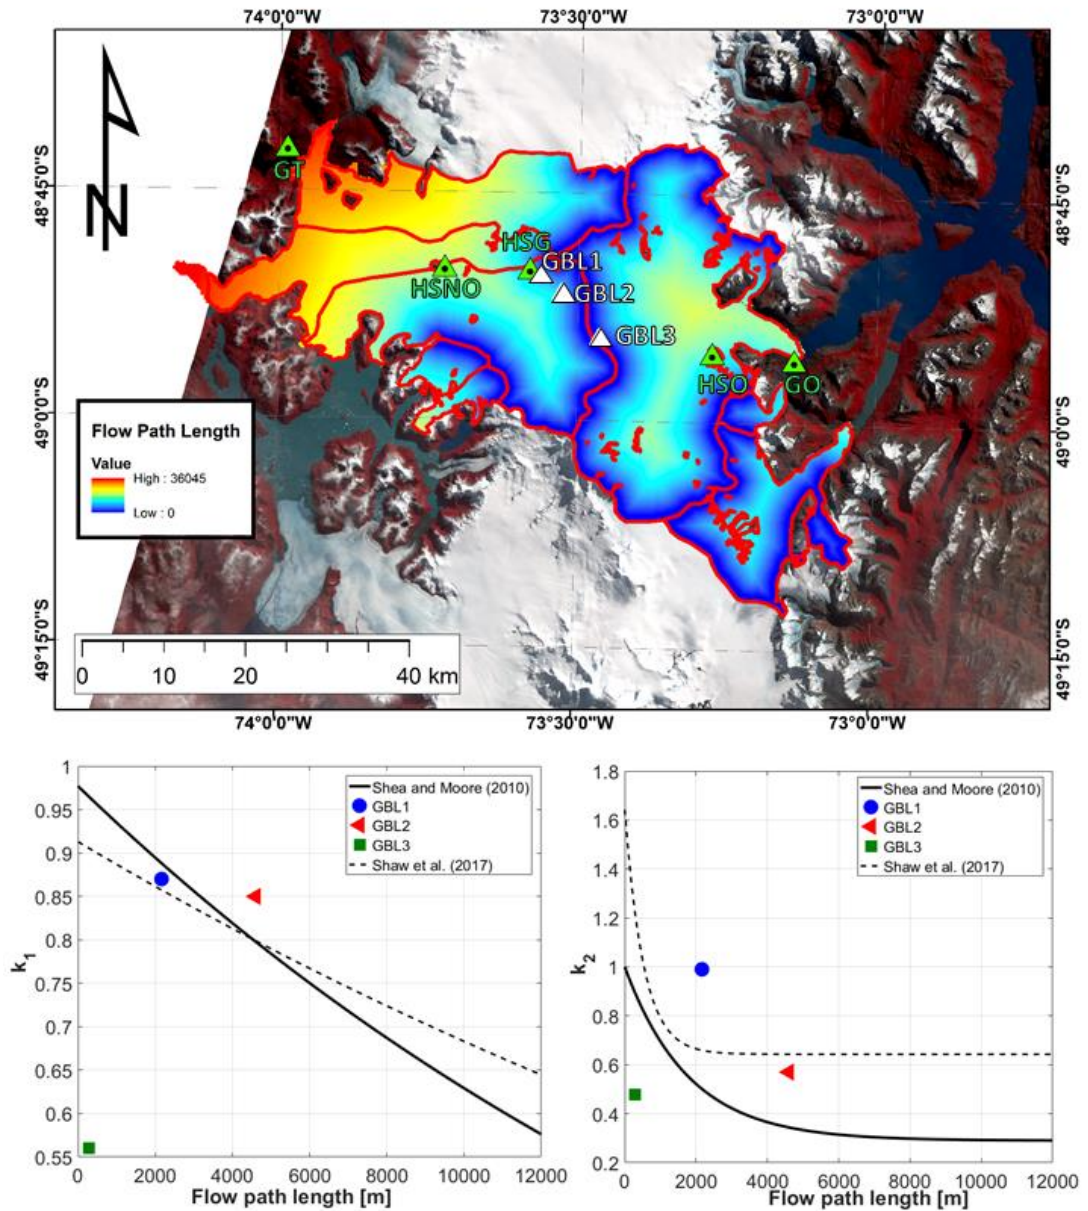 74°0'0"W 73°30'0"W 73°0'0"W
48°45'0"S
48°45'0"S
49°0'0"S
49°0'0"S
49°15'0"S
49°15'0"S
N
GT
HSG
GBL1
HSNO
GBL2
GBL3
HSO
GO
Flow Path Length
Value
High : 36045
Low : 0
0 10 20 40 km
74°0'0"W 73°30'0"W 73°0'0"W
1
0.95
0.9
0.85
0.8
0.75
0.7
0.65
0.6
0.55
k1
0 2000 4000 6000 8000 10000 12000
Flow path length [m]
Shea and Moore (2010)
GBL1
GBL2
GBL3
Shaw et al. (2017)
1.8
1.6
1.4
1.2
1
0.8
0.6
0.4
0.2
k2
0 2000 4000 6000 8000 10000 12000
Flow path length [m]
Shea and Moore (2010)
GBL1
GBL2
GBL3
Shaw et al. (2017)